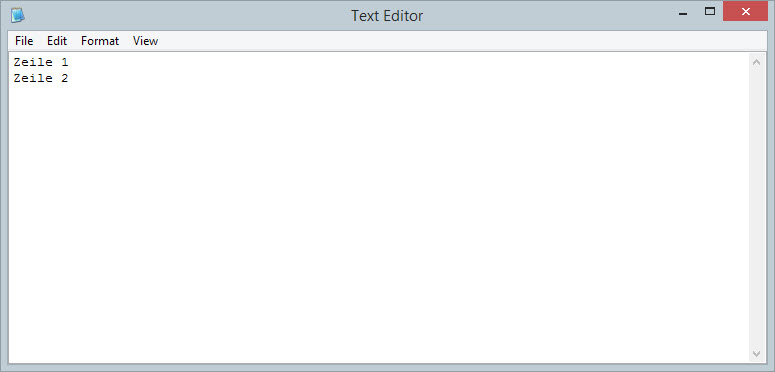 Text Editor
File Edit Format View
Zeile 1
Zeile 2